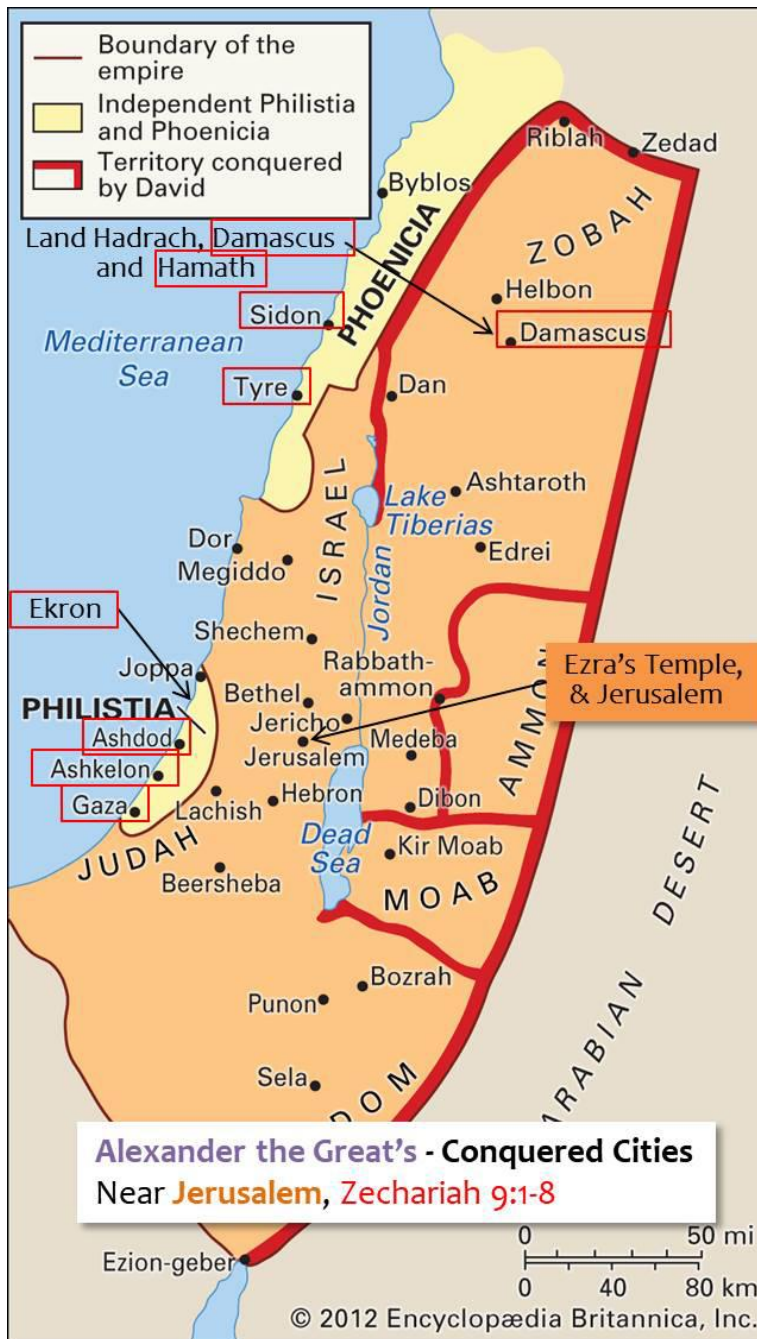 Boundary of the
empire
Independent Philistia
and Phoenicia
Territory conquered
by David
Riblah
Zedad
Byblos
Land Hadrach, Damascus
and Hamath
ZOBAH
PHOENICIA
Helbon
Sidon
Damascus
Mediterranean
Sea
Tyre
Dan
ISRAEL
Ashtaroth
Lake
Tiberias
Dor
Edrei
Megiddo
Jordan
Ekron
Shechem
Joppa
Rabbath-
ammon
Ezra's Temple,
& Jerusalem
AMMON
Bethel
PHILISTIA
Jericho
Ashdod
Jerusalem
Medeba
Ashkelon
Gaza
Lachish
Hebron
Dibon
Dead
Sea
JUDAH
Kir Moab
Beersheba
MOAB
ARABIAN DESERT
Bozrah
Punon
Sela
DOM
Alexander the Great's - Conquered Cities
Near Jerusalem, Zechariah 9:1-8
Ezion-geber
0 50 mi
0 40 80 km
© 2012 Encyclopædia Britannica, Inc.